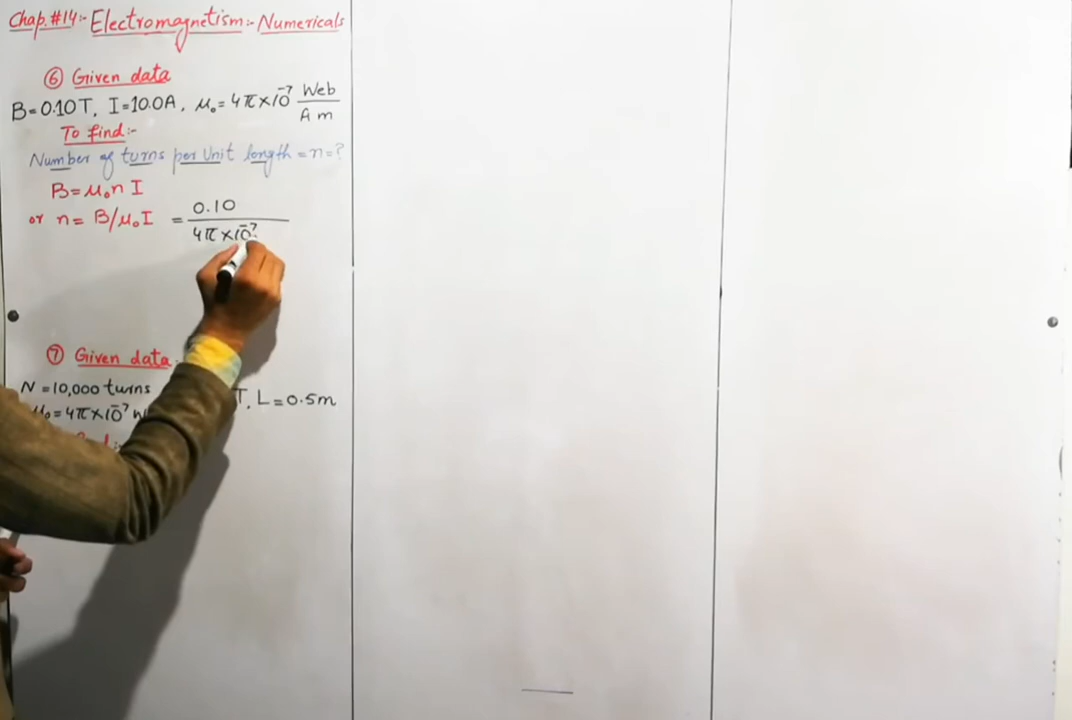 Chap.#14:- Electromagnetism:- Numericals
⑥ Given data
B=0.10T, I=10.0A, μ₀=4π×10⁻⁷ Web/A m
To find:-
Number of turns per Unit length=n=?
B=μ₀nI
or n= B/μ₀I = 0.10/4π×10⁻⁷
⑦ Given data
N=10,000 turns T, L=0.5m
μ₀=4π×10⁻⁷